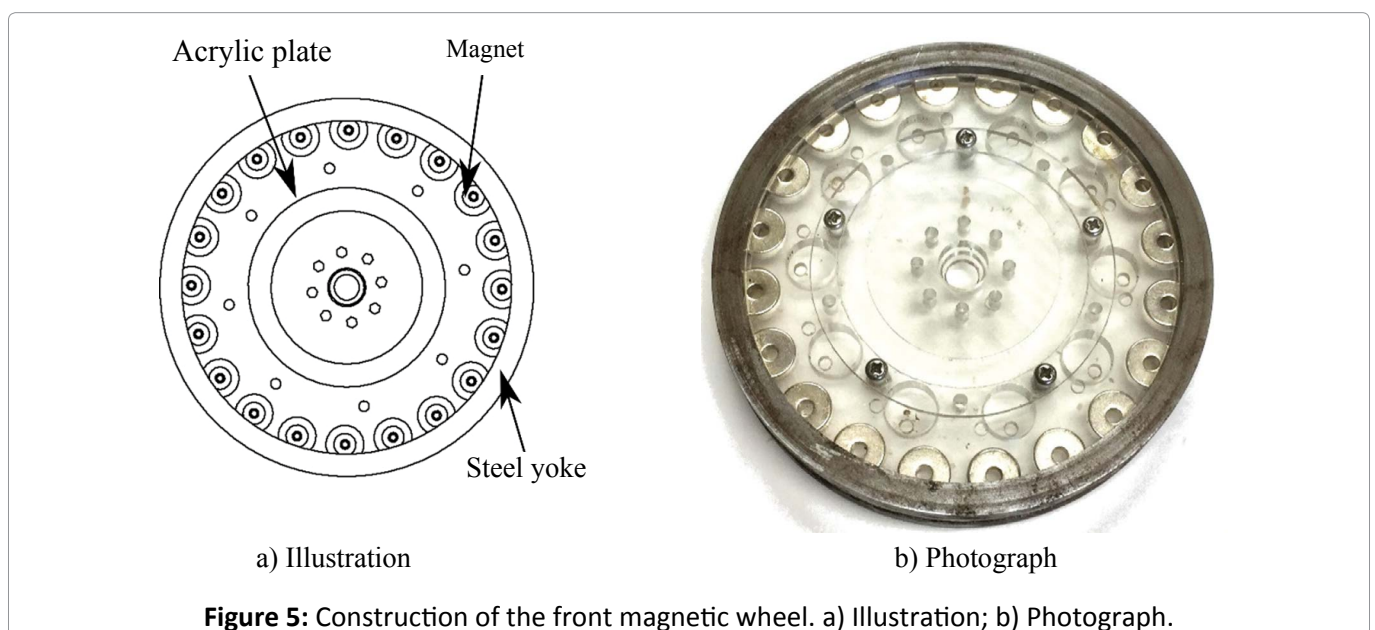 Acrylic plate
Magnet
Steel yoke
a) Illustration
b) Photograph
Figure 5: Construction of the front magnetic wheel. a) Illustration; b) Photograph.